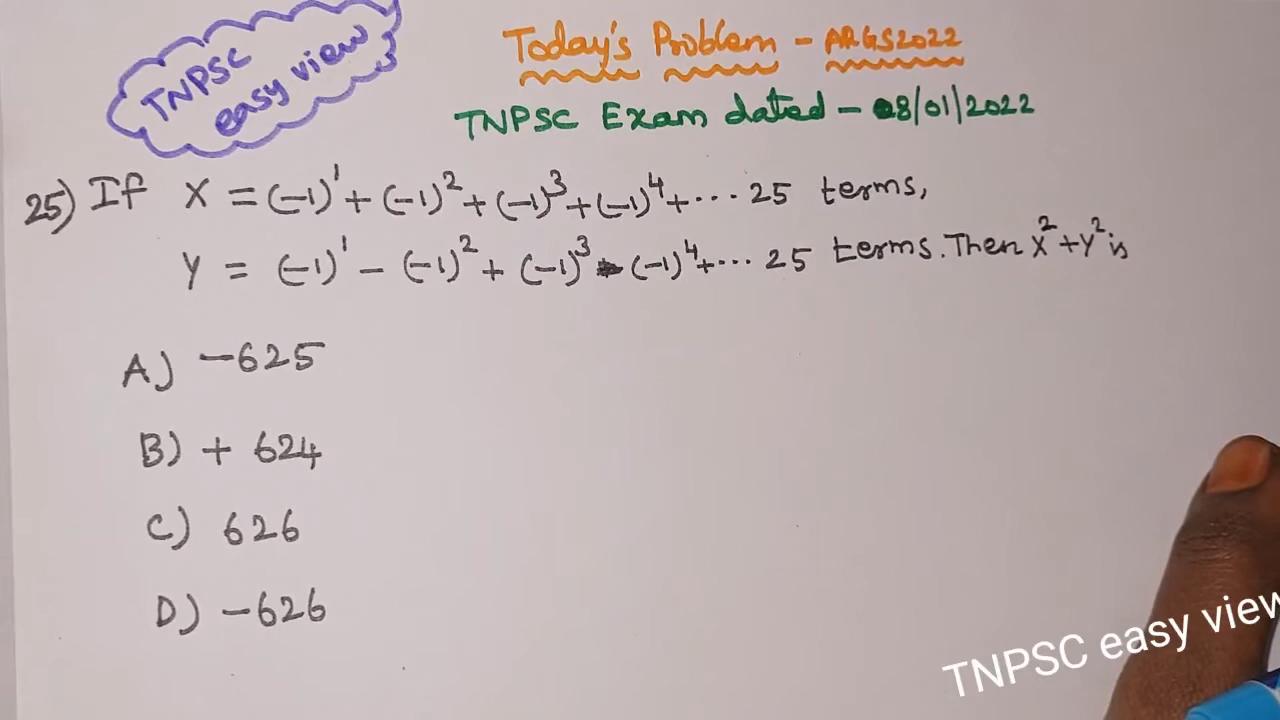 TNPSC
easy view
Today's Problem - ARGS2022
TNPSC Exam dated - 08/01/2022
25) If X = (-1)¹ + (-1)² + (-1)³ + (-1)⁴ + ... 25 terms,
Y = (-1)¹ - (-1)² + (-1)³ - (-1)⁴ + ... 25 terms. Then X² + Y² is
A) -625
B) + 624
C) 626
D) -626
TNPSC easy view